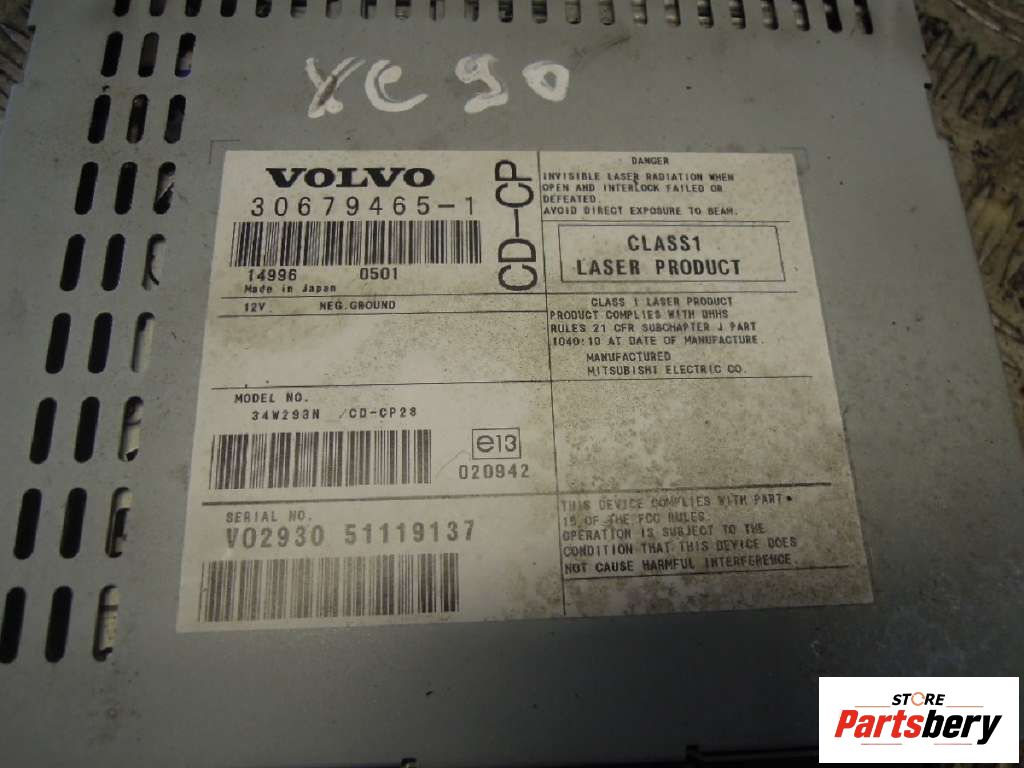 XC 90
VOLVO
30679465-1
14996 0501
Made in Japan
CD-CP
12V. NEG.GROUND
MODEL NO.
34W293N /CD-CP28
e13
020942
SERIAL NO.
V02930 51119137
DANGER
INVISIBLE LASER RADIATION WHEN
OPEN AND INTERLOCK FAILED OR
DEFEATED.
AVOID DIRECT EXPOSURE TO BEAM.
CLASS1
LASER PRODUCT
CLASS 1 LASER PRODUCT
PRODUCT COMPLIES WITH DHHS
RULES 21 CFR SUBCHAPTER J PART
1040:10 AT DATE OF MANUFACTURE.
MANUFACTURED
MITSUBISHI ELECTRIC CO.
THIS DEVICE COMPLIES WITH PART
15 OF THE FCC RULES.
OPERATION IS SUBJECT TO THE
CONDITION THAT THIS DEVICE DOES
NOT CAUSE HARMFUL INTERFERENCE.
STORE
Partsbery